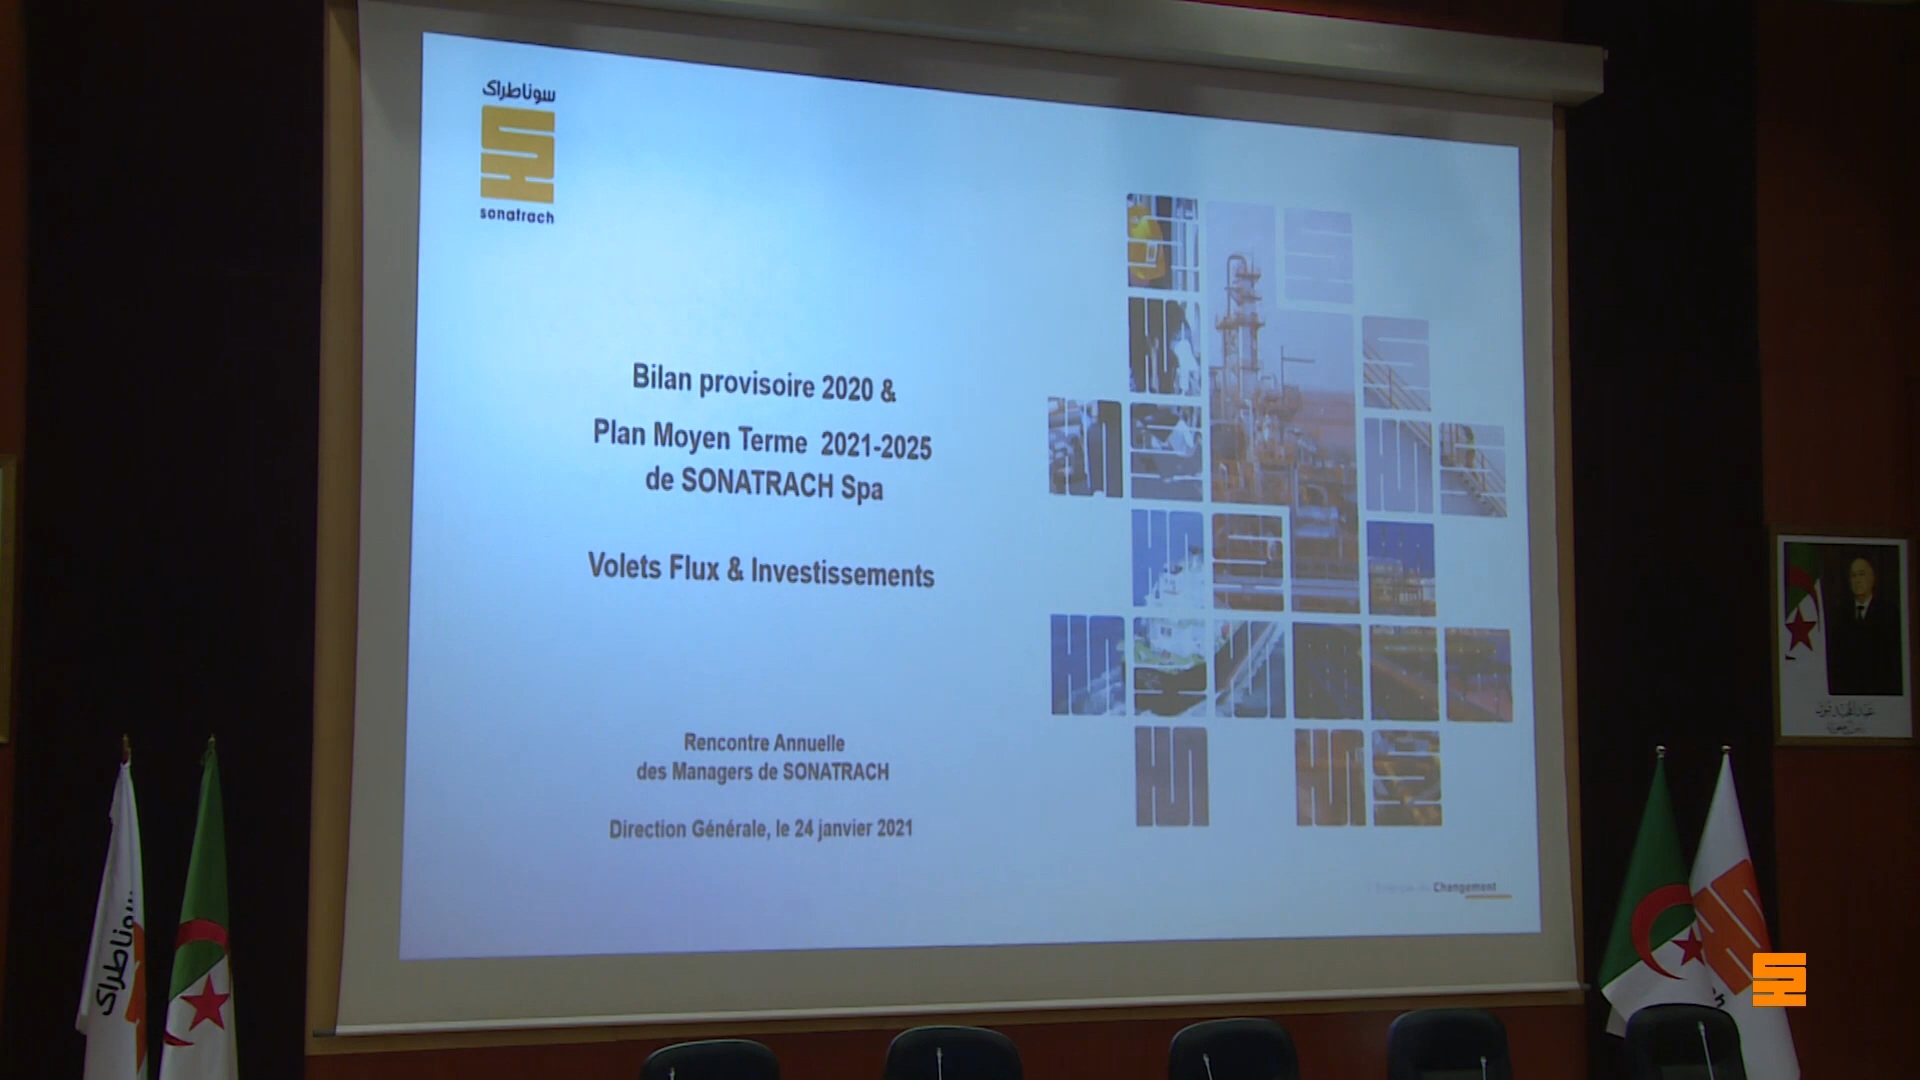 سوناطراك
sonatrach
Bilan provisoire 2020 &
Plan Moyen Terme 2021-2025
de SONATRACH Spa
Volets Flux & Investissements
Rencontre Annuelle
des Managers de SONATRACH
Direction Générale, le 24 janvier 2021
Changement
سوناطراك